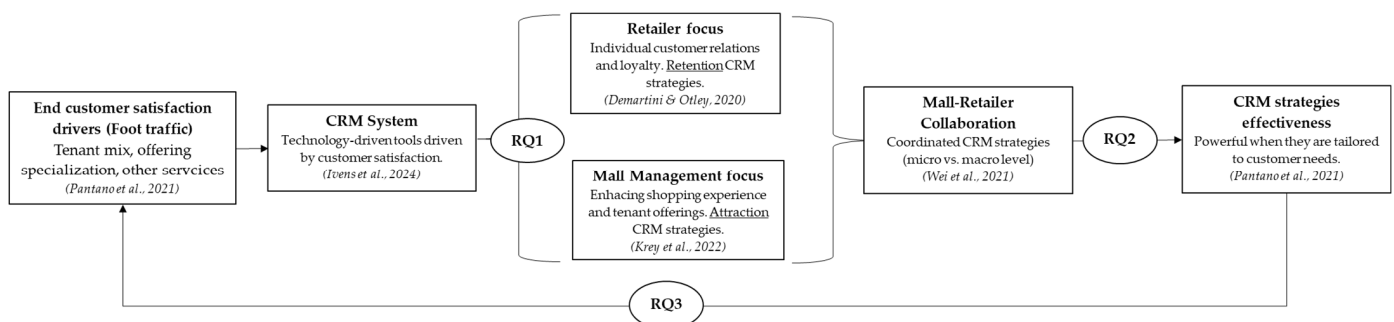 End customer satisfaction
drivers (Foot traffic)
Tenant mix, offering
specialization, other servcices
(Pantano et al., 2021)
CRM System
Technology-driven tools driven
by customer satisfaction.
(Ivens et al., 2024)
RQ1
Retailer focus
Individual customer relations
and loyalty. Retention CRM
strategies.
(Demartini & Otley, 2020)
Mall Management focus
Enhacing shopping experience
and tenant offerings. Attraction
CRM strategies.
(Krey et al., 2022)
Mall-Retailer
Collaboration
Coordinated CRM strategies
(micro vs. macro level)
(Wei et al., 2021)
RQ2
CRM strategies
effectiveness
Powerful when they are tailored
to customer needs.
(Pantano et al., 2021)
RQ3